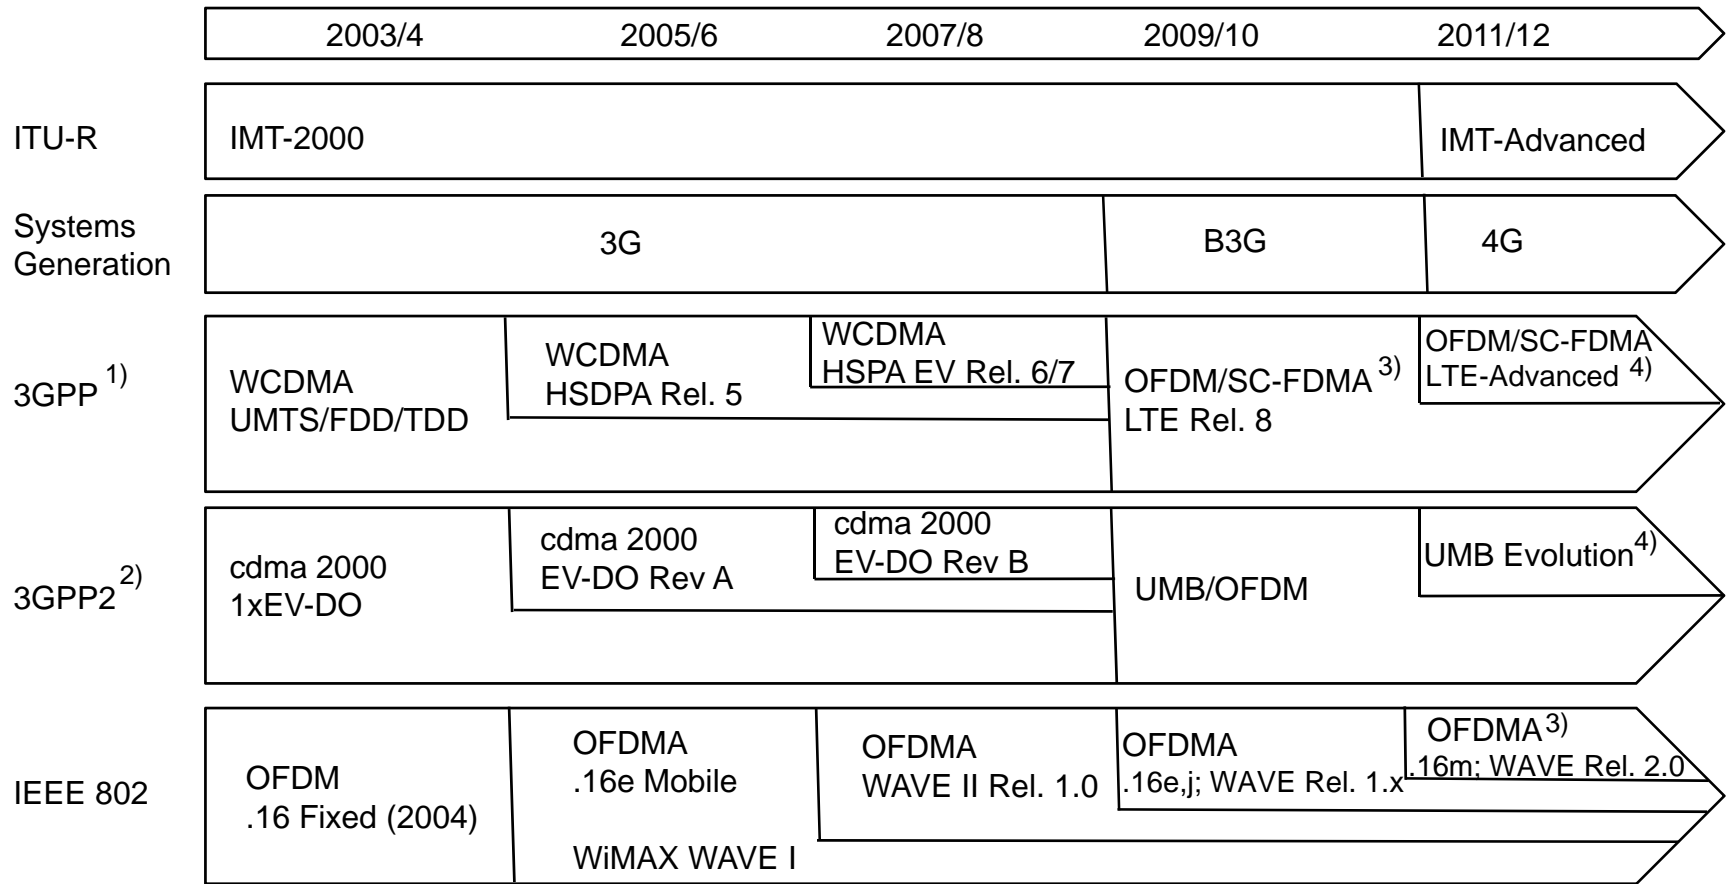 2003/4 2005/6 2007/8 2009/10 2011/12
ITU-R
IMT-2000
IMT-Advanced
Systems
Generation
3G
B3G
4G
3GPP 1)
WCDMA
UMTS/FDD/TDD
WCDMA
HSDPA Rel. 5
WCDMA
HSPA EV Rel. 6/7
OFDM/SC-FDMA 3)
LTE Rel. 8
OFDM/SC-FDMA
LTE-Advanced 4)
3GPP2 2)
cdma 2000
1xEV-DO
cdma 2000
EV-DO Rev A
cdma 2000
EV-DO Rev B
UMB/OFDM
UMB Evolution 4)
IEEE 802
OFDM
.16 Fixed (2004)
OFDMA
.16e Mobile
WiMAX WAVE I
OFDMA
WAVE II Rel. 1.0
OFDMA
.16e,j; WAVE Rel. 1.x
OFDMA 3)
.16m; WAVE Rel. 2.0